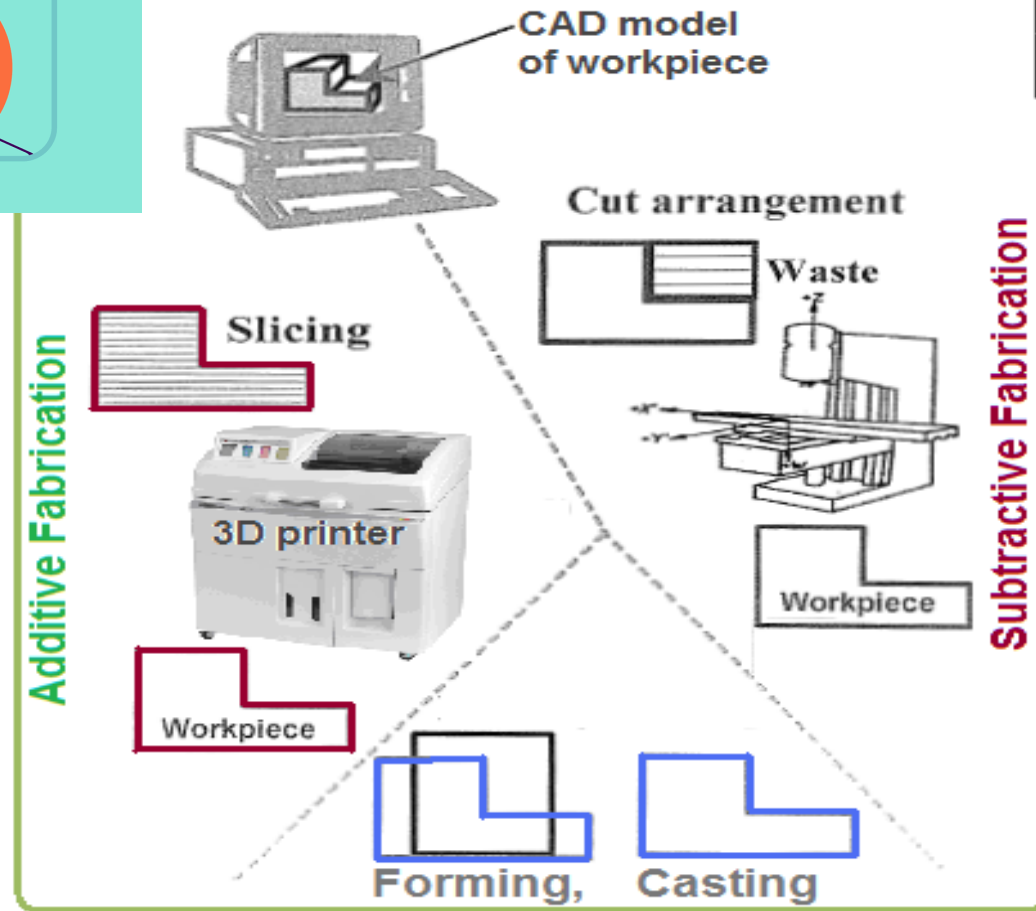 CAD model
of workpiece
Cut arrangement
Waste
Slicing
+Z
Additive Fabrication
Subtractive Fabrication
3D printer
Workpiece
Workpiece
Forming, Casting